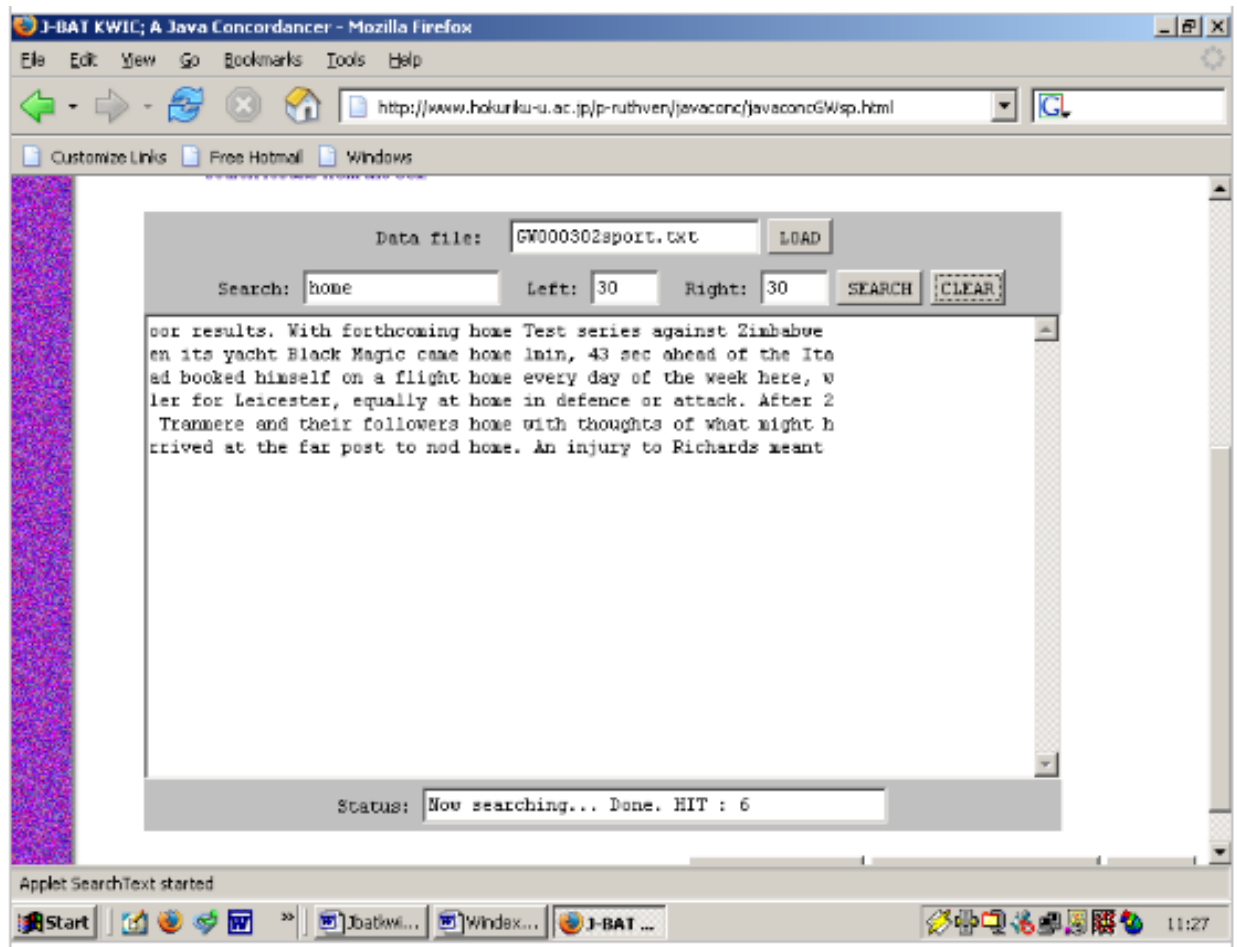 J-BAT KWIC; A Java Concordancer - Mozilla Firefox
File Edit View Go Bookmarks Tools Help
http://www.hokuriku-u.ac.jp/p-ruthven/javaconc/javaconcGWsp.html G
Customize Links Free Hotmail Windows
Data file: GW000302sport.txt LOAD
Search: home Left: 30 Right: 30 SEARCH CLEAR
oor results. With forthcoming home Test series against Zimbabwe
en its yacht Black Magic came home 1min, 43 sec ahead of the Ita
ad booked himself on a flight home every day of the week here, w
ler for Leicester, equally at home in defence or attack. After 2
Tranmere and their followers home with thoughts of what might h
rrived at the far post to nod home. An injury to Richards meant
Status: Now searching... Done. HIT : 6
Applet SearchText started
Start W » Jbatkwi... Windex... J-BAT ... 11:27